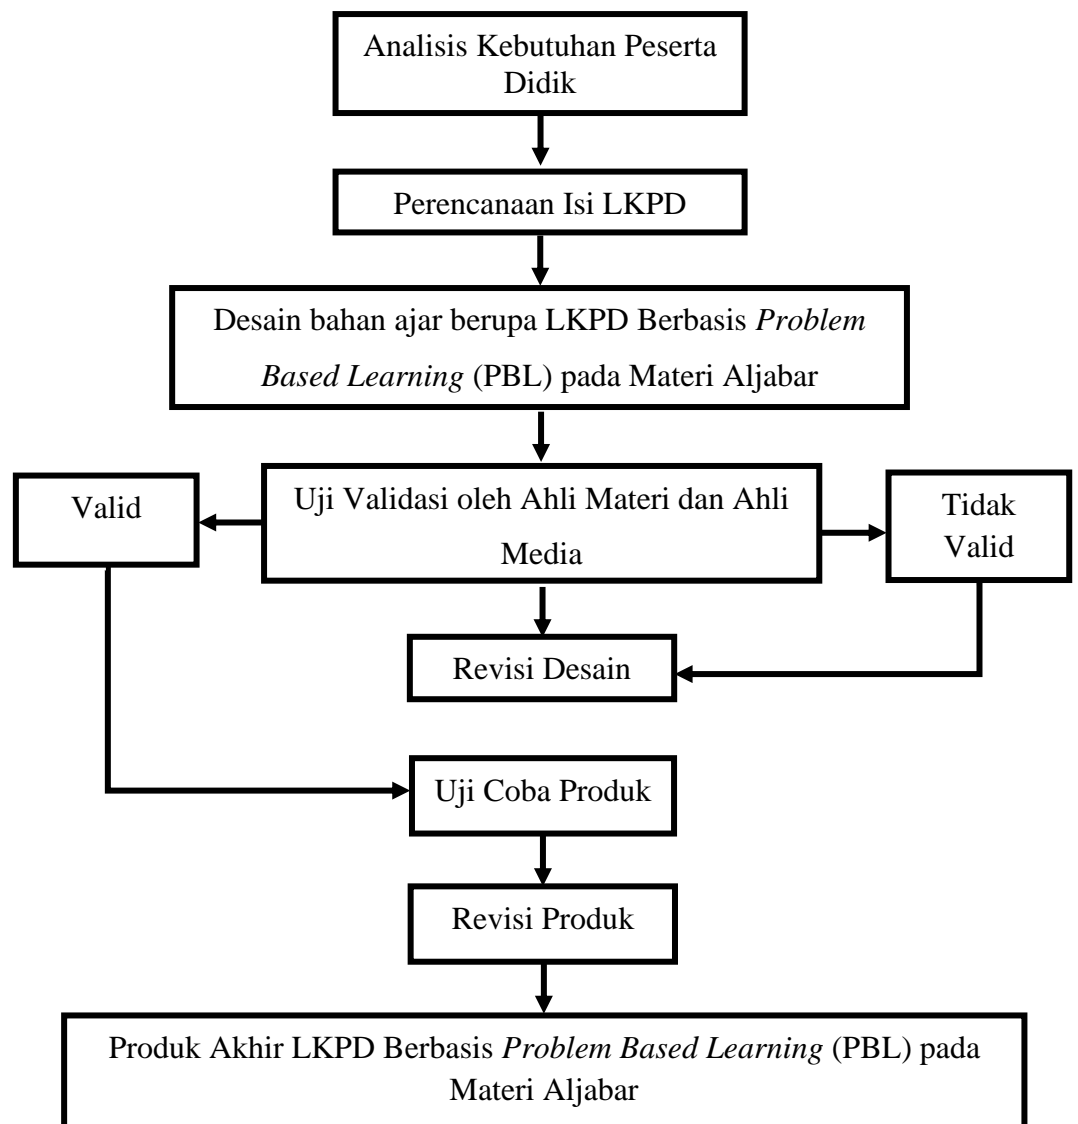 Analisis Kebutuhan Peserta
Didik
Perencanaan Isi LKPD
Desain bahan ajar berupa LKPD Berbasis Problem
Based Learning (PBL) pada Materi Aljabar
Valid
Uji Validasi oleh Ahli Materi dan Ahli
Media
Tidak
Valid
Revisi Desain
Uji Coba Produk
Revisi Produk
Produk Akhir LKPD Berbasis Problem Based Learning (PBL) pada
Materi Aljabar